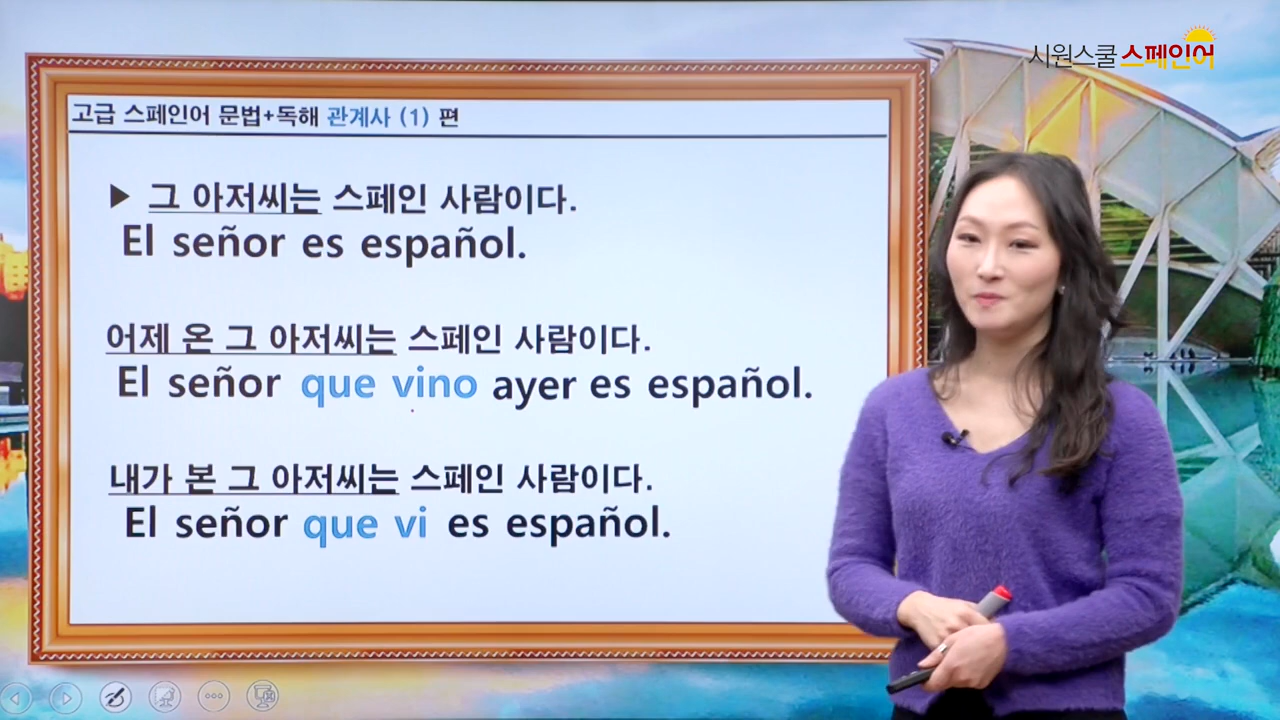 시원스쿨 스페인어
고급 스페인어 문법+독해 관계사 (1) 편
▶ 그 아저씨는 스페인 사람이다.
El señor es español.
어제 온 그 아저씨는 스페인 사람이다.
El señor que vino ayer es español.
내가 본 그 아저씨는 스페인 사람이다.
El señor que vi es español.